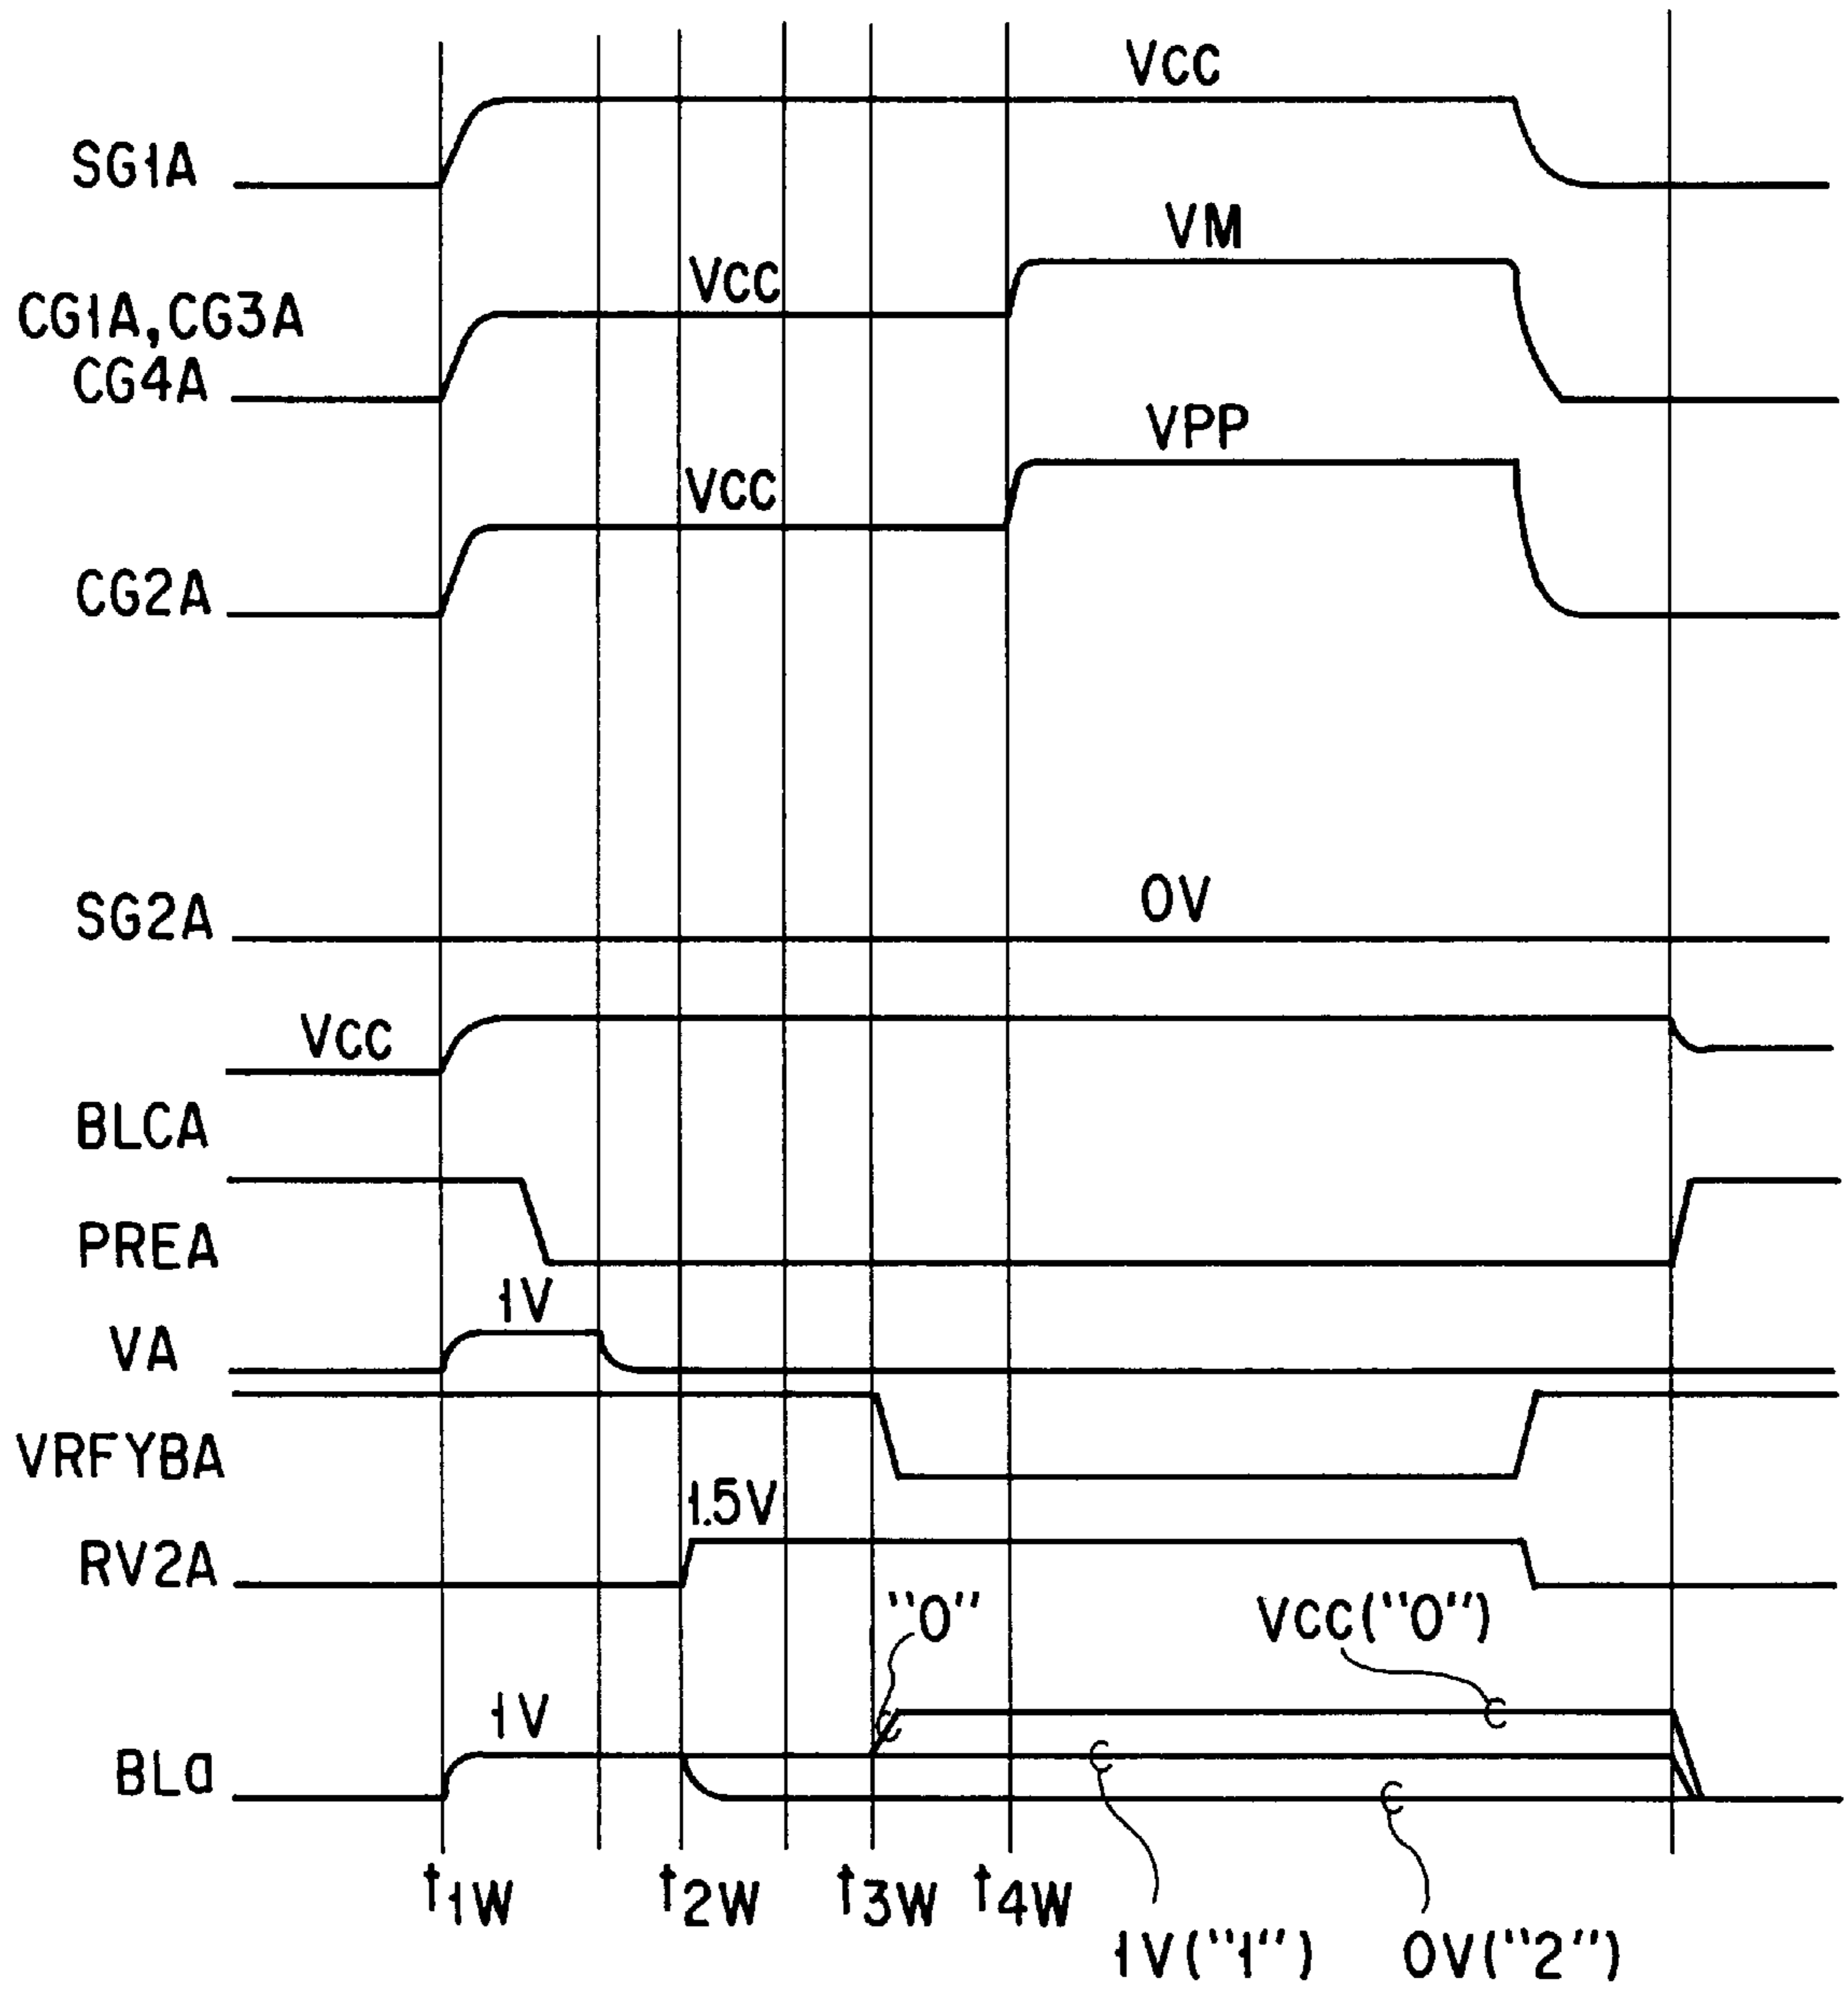 VCC
SG1A
VM
VCC
CG1A,CG3A
CG4A
VPP
VCC
CG2A
0V
SG2A
VCC
BLCA
PREA
1V
VA
VRFYBA
1.5V
RV2A
"0"
VCC("0")
1V
BLa
t1W t2W t3W t4W
1V("1") 0V("2")